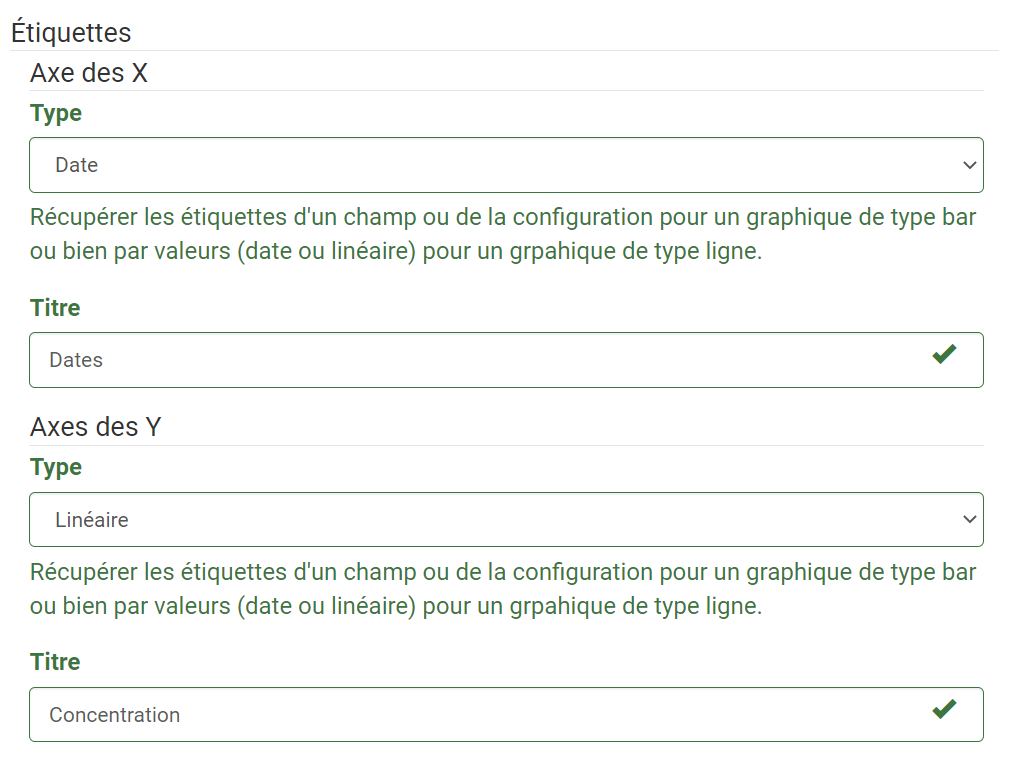 Étiquettes
Axe des X
Type
Date
Récupérer les étiquettes d'un champ ou de la configuration pour un graphique de type bar
ou bien par valeurs (date ou linéaire) pour un grpahique de type ligne.
Titre
Dates
Axes des Y
Type
Linéaire
Récupérer les étiquettes d'un champ ou de la configuration pour un graphique de type bar
ou bien par valeurs (date ou linéaire) pour un grpahique de type ligne.
Titre
Concentration